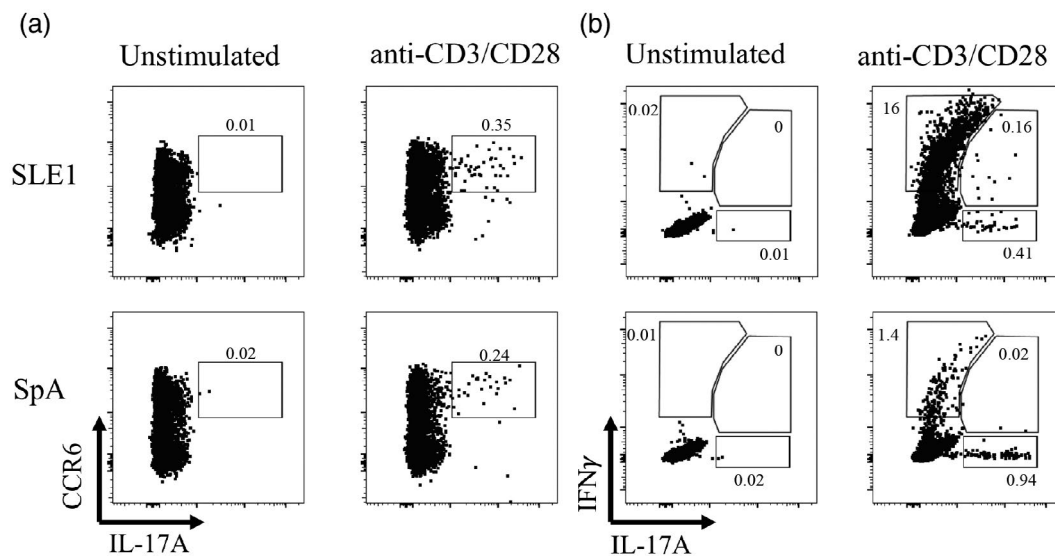 (a)
(b)
Unstimulated
anti-CD3/CD28
Unstimulated
anti-CD3/CD28
SLE1
0.01
0.35
0.02
0
0.01
16
0.16
0.41
SpA
0.02
0.24
0.01
0
0.02
1.4
0.02
0.94
CCR6
IL-17A
IFNγ
IL-17A